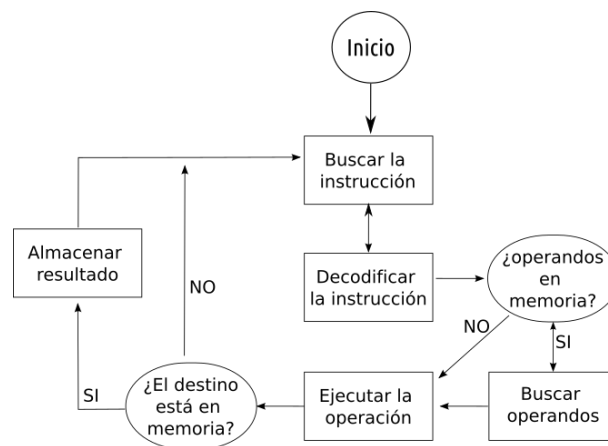 Inicio
Buscar la
instrucción
Almacenar
resultado
Decodificar
la instrucción
¿operandos
en
memoria?
NO
NO
SI
SI
¿El destino
está en
memoria?
Ejecutar la
operación
Buscar
operandos